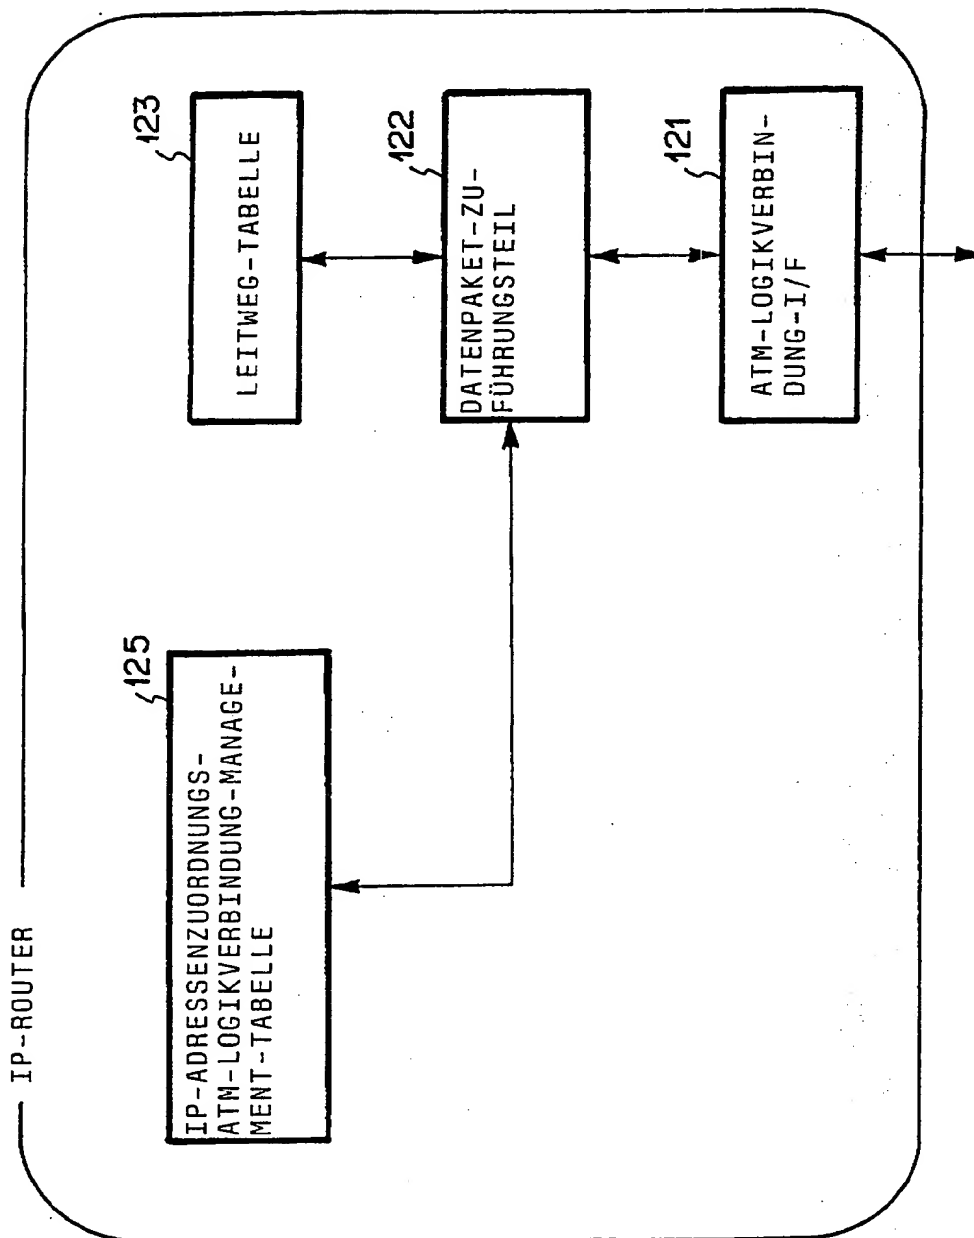 IP-ROUTER
125
IP-ADRESSENZUORDNUNGS-
ATM-LOGIKVERBINDUNG-MANAGE-
MENT-TABELLE
123
LEITWEG-TABELLE
122
DATENPAKET-ZU-
FÜHRUNGSTEIL
121
ATM-LOGIKVERBIN-
DUNG-I/F